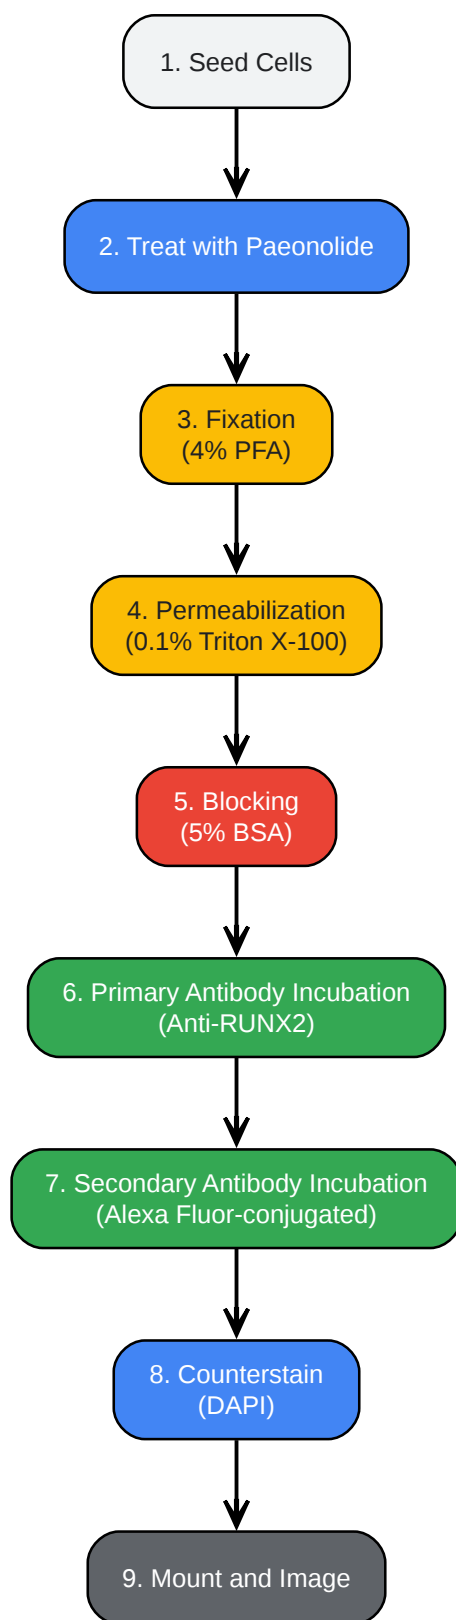 1. Seed Cells
2. Treat with Paeonolide
3. Fixation
(4% PFA)
4. Permeabilization
(0.1% Triton X-100)
5. Blocking
(5% BSA)
6. Primary Antibody Incubation
(Anti-RUNX2)
7. Secondary Antibody Incubation
(Alexa Fluor-conjugated)
8. Counterstain
(DAPI)
9. Mount and Image